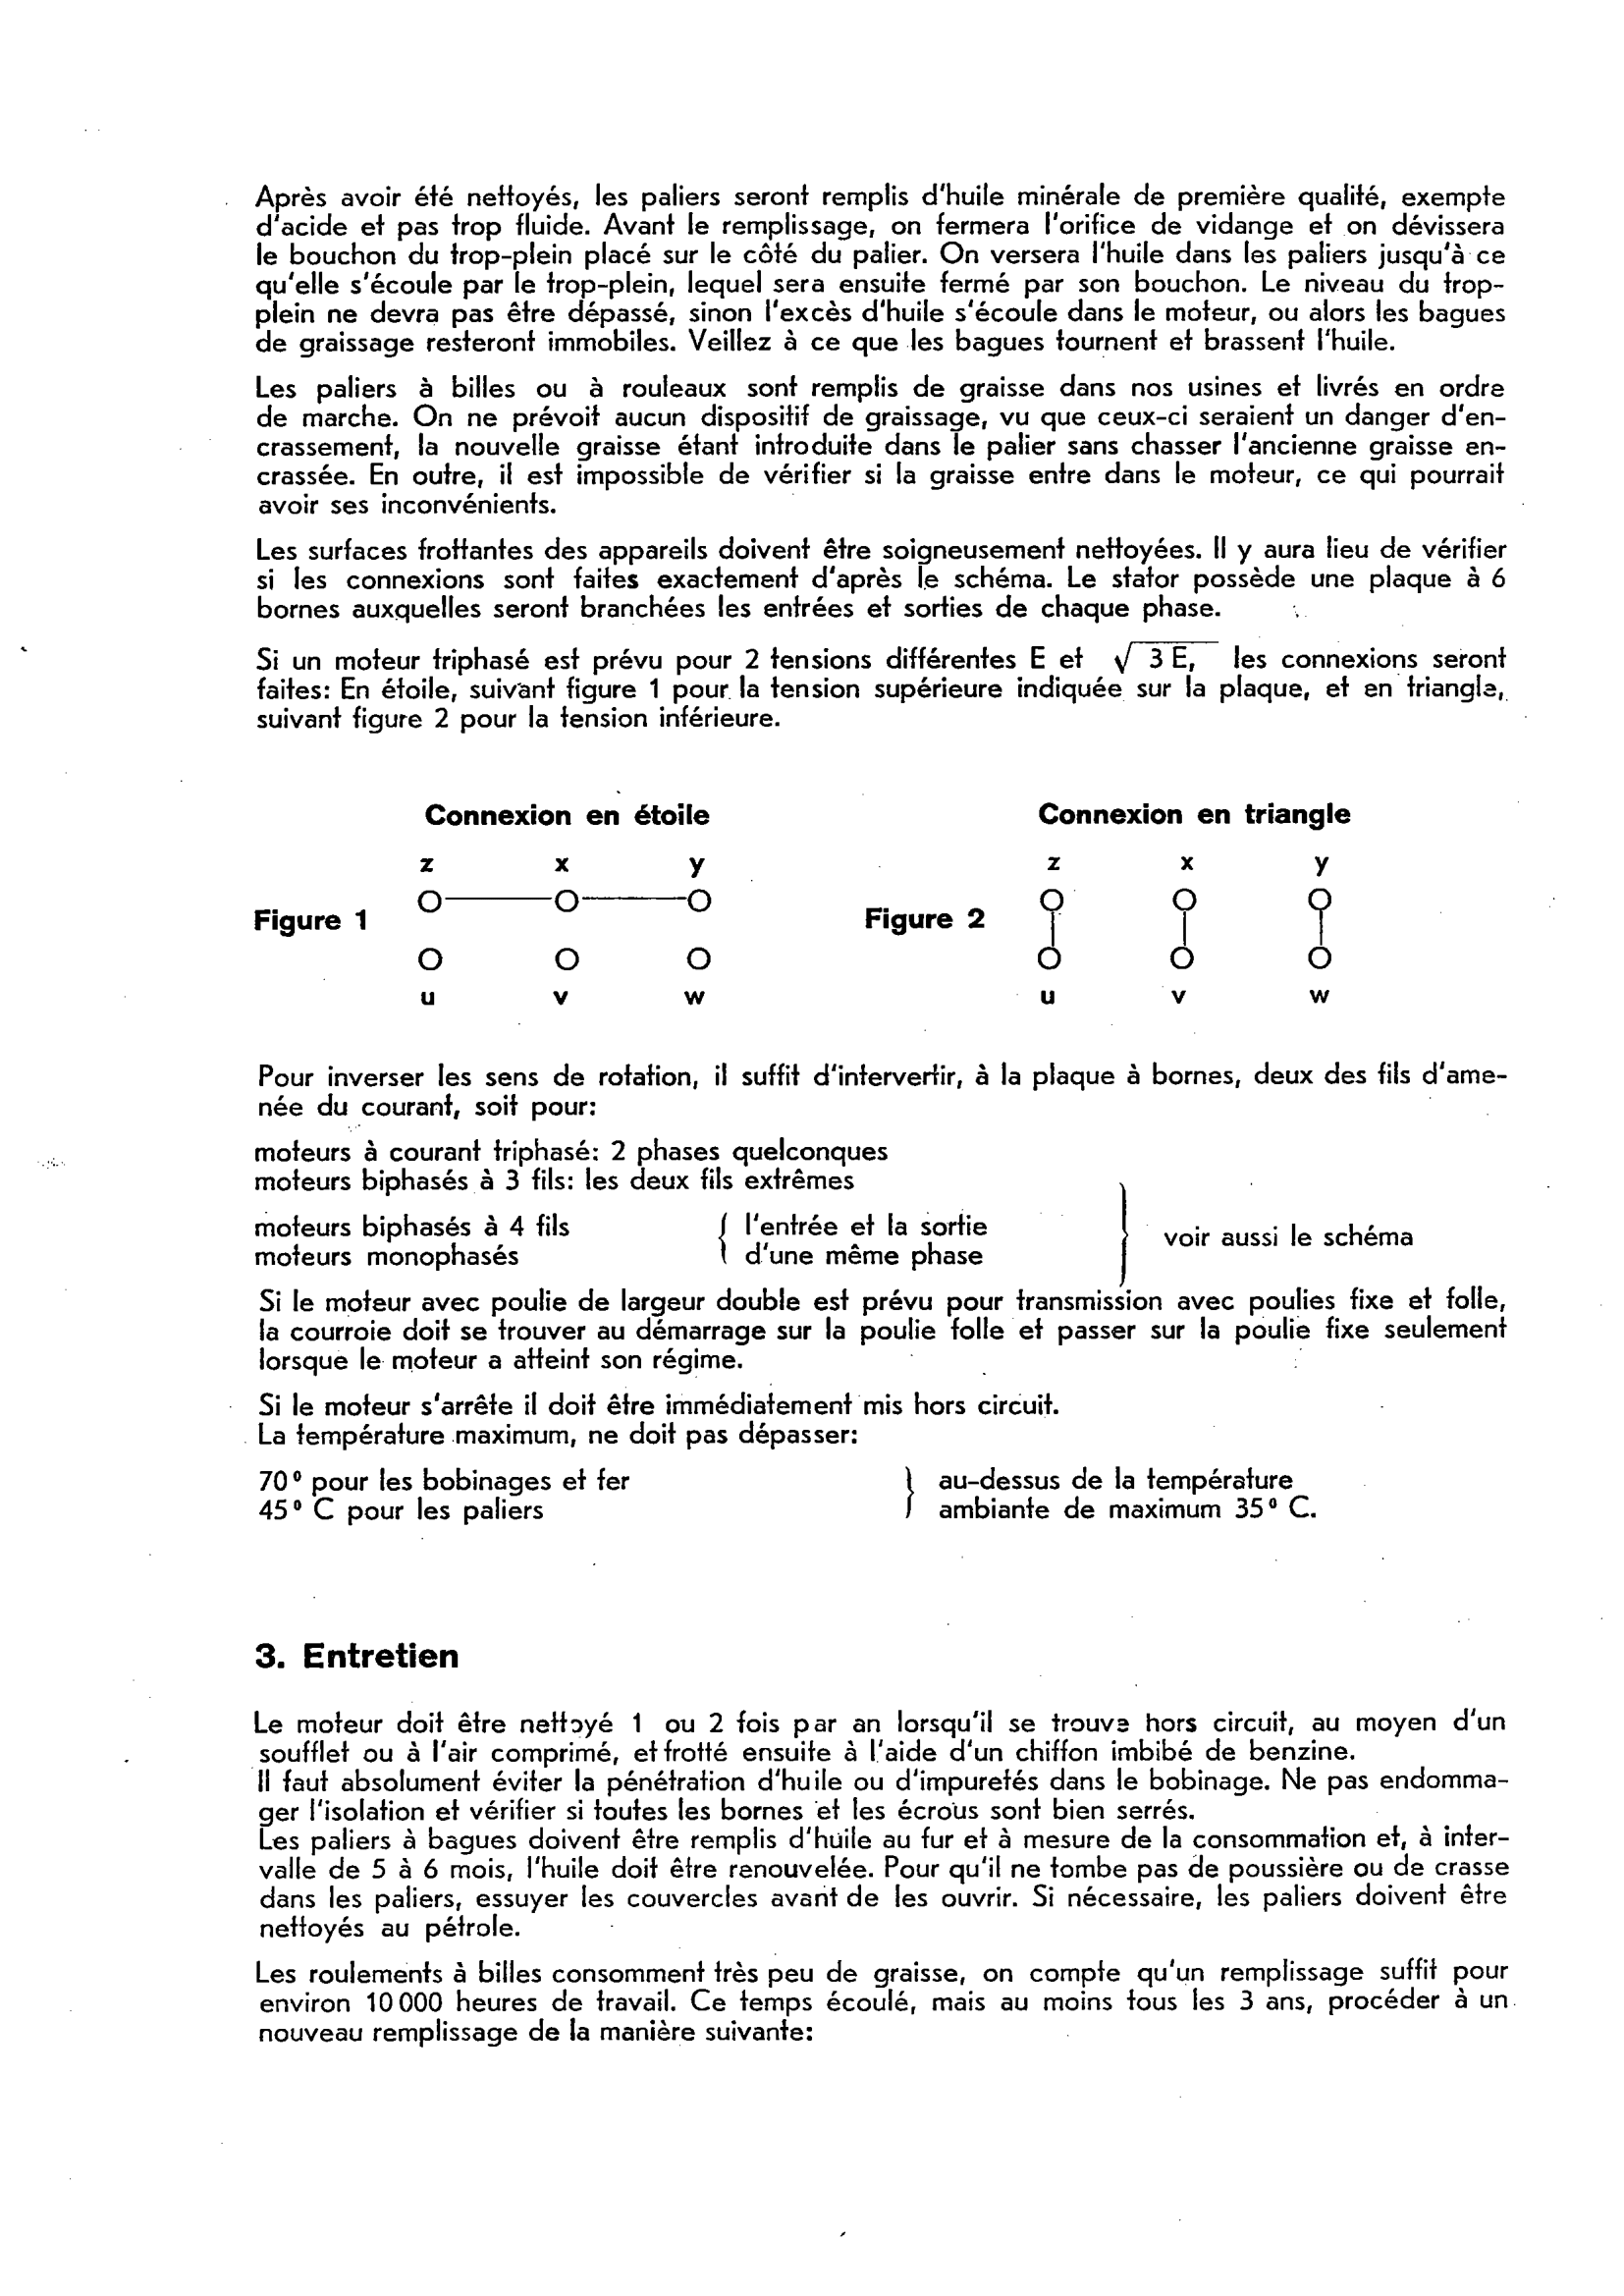 Après avoir été nettoyés, les paliers seront remplis d'huile minérale de première qualité, exempte
d'acide et pas trop fluide. Avant le remplissage, on fermera l'orifice de vidange et on dévissera
le bouchon du trop-plein placé sur le côté du palier. On versera l'huile dans les paliers jusqu'à ce
qu'elle s'écoule par le trop-plein, lequel sera ensuite fermé par son bouchon. Le niveau du trop-
plein ne devra pas être dépassé, sinon l'excès d'huile s'écoule dans le moteur, ou alors les bagues
de graissage resteront immobiles. Veillez à ce que les bagues tournent et brassent l'huile.
Les paliers à billes ou à rouleaux sont remplis de graisse dans nos usines et livrés en ordre
de marche. On ne prévoit aucun dispositif de graissage, vu que ceux-ci seraient un danger d'en-
crassement, la nouvelle graisse étant introduite dans le palier sans chasser l'ancienne graisse en-
crassée. En outre, il est impossible de vérifier si la graisse entre dans le moteur, ce qui pourrait
avoir ses inconvénients.
Les surfaces frottantes des appareils doivent être soigneusement nettoyées. Il y aura lieu de vérifier
si les connexions sont faites exactement d'après le schéma. Le stator possède une plaque à 6
bornes auxquelles seront branchées les entrées et sorties de chaque phase.
Si un moteur triphasé est prévu pour 2 tensions différentes E et √3 E, les connexions seront
faites: En étoile, suivant figure 1 pour la tension supérieure indiquée sur la plaque, et en triangle,
suivant figure 2 pour la tension inférieure.
Connexion en étoile
z x y
Figure 1
u v w
Connexion en triangle
z x y
Figure 2
u v w
Pour inverser les sens de rotation, il suffit d'intervertir, à la plaque à bornes, deux des fils d'ame-
née du courant, soit pour:
moteurs à courant triphasé: 2 phases quelconques
moteurs biphasés à 3 fils: les deux fils extrêmes
moteurs biphasés à 4 fils { l'entrée et la sortie
moteurs monophasés d'une même phase
} voir aussi le schéma
Si le moteur avec poulie de largeur double est prévu pour transmission avec poulies fixe et folle,
la courroie doit se trouver au démarrage sur la poulie folle et passer sur la poulie fixe seulement
lorsque le moteur a atteint son régime.
Si le moteur s'arrête il doit être immédiatement mis hors circuit.
La température maximum, ne doit pas dépasser:
70° pour les bobinages et fer } au-dessus de la température
45° C pour les paliers ambiante de maximum 35° C.
3. Entretien
Le moteur doit être nettoyé 1 ou 2 fois par an lorsqu'il se trouve hors circuit, au moyen d'un
soufflet ou à l'air comprimé, et frotté ensuite à l'aide d'un chiffon imbibé de benzine.
Il faut absolument éviter la pénétration d'huile ou d'impuretés dans le bobinage. Ne pas endomma-
ger l'isolation et vérifier si toutes les bornes et les écrous sont bien serrés.
Les paliers à bagues doivent être remplis d'huile au fur et à mesure de la consommation et, à inter-
valle de 5 à 6 mois, l'huile doit être renouvelée. Pour qu'il ne tombe pas de poussière ou de crasse
dans les paliers, essuyer les couvercles avant de les ouvrir. Si nécessaire, les paliers doivent être
nettoyés au pétrole.
Les roulements à billes consomment très peu de graisse, on compte qu'un remplissage suffit pour
environ 10 000 heures de travail. Ce temps écoulé, mais au moins tous les 3 ans, procéder à un
nouveau remplissage de la manière suivante: